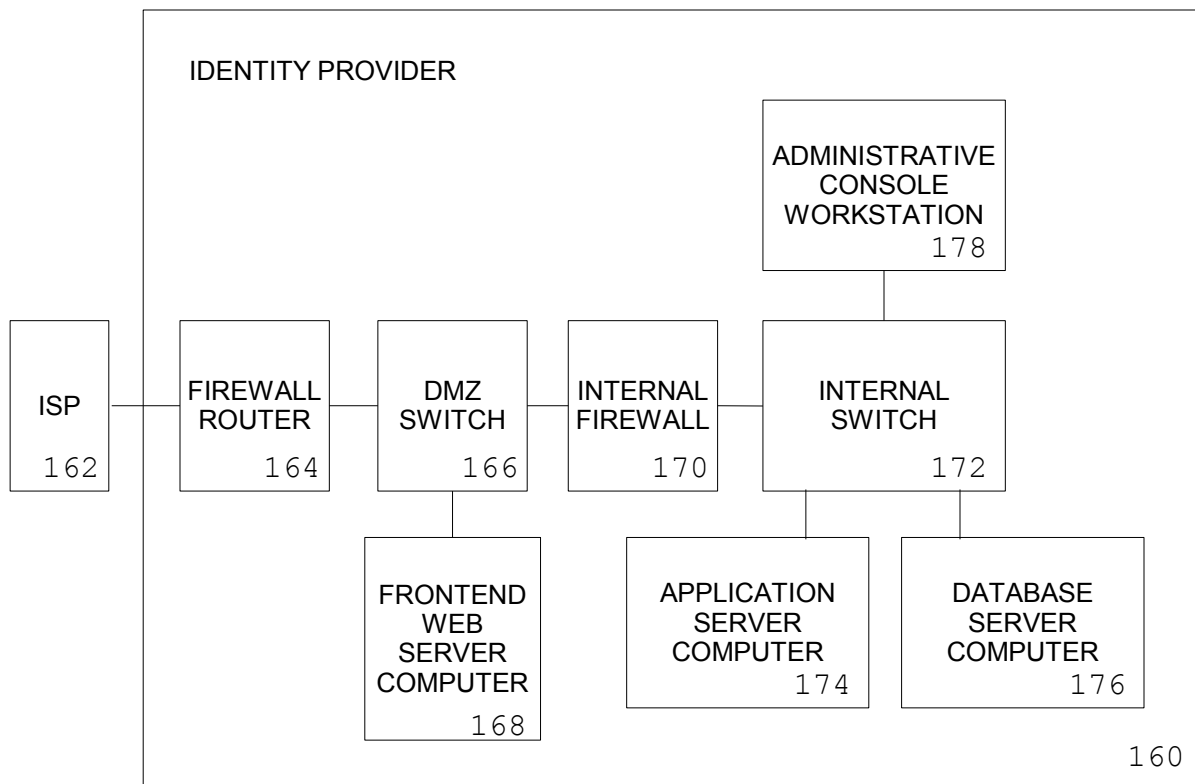 IDENTITY PROVIDER
ADMINISTRATIVE
CONSOLE
WORKSTATION
178
ISP
162
FIREWALL
ROUTER
164
DMZ
SWITCH
166
INTERNAL
FIREWALL
170
INTERNAL
SWITCH
172
FRONTEND
WEB
SERVER
COMPUTER
168
APPLICATION
SERVER
COMPUTER
174
DATABASE
SERVER
COMPUTER
176
160